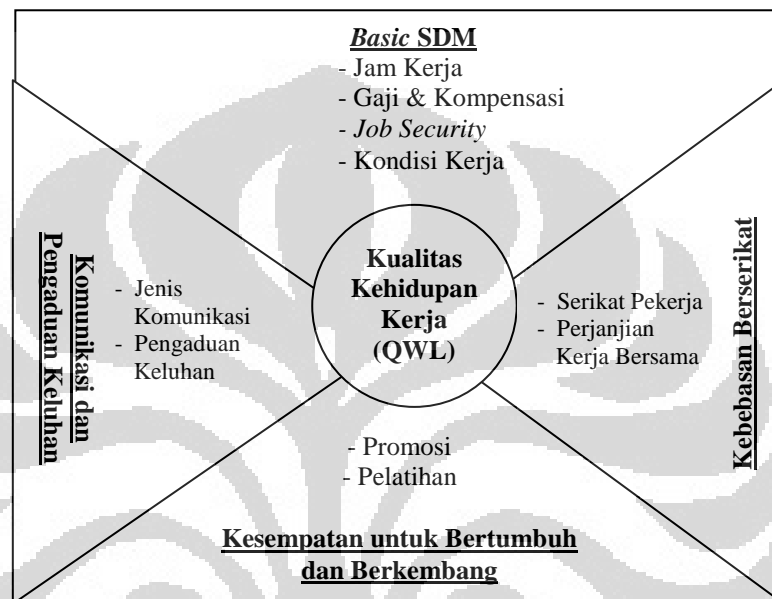 Basic SDM
- Jam Kerja
- Gaji & Kompensasi
- Job Security
- Kondisi Kerja
Komunikasi dan
Pengaduan Keluhan
- Jenis
Komunikasi
- Pengaduan
Keluhan
Kualitas
Kehidupan
Kerja
(QWL)
- Serikat Pekerja
- Perjanjian
Kerja Bersama
Kebebasan Berserikat
- Promosi
- Pelatihan
Kesempatan untuk Bertumbuh
dan Berkembang